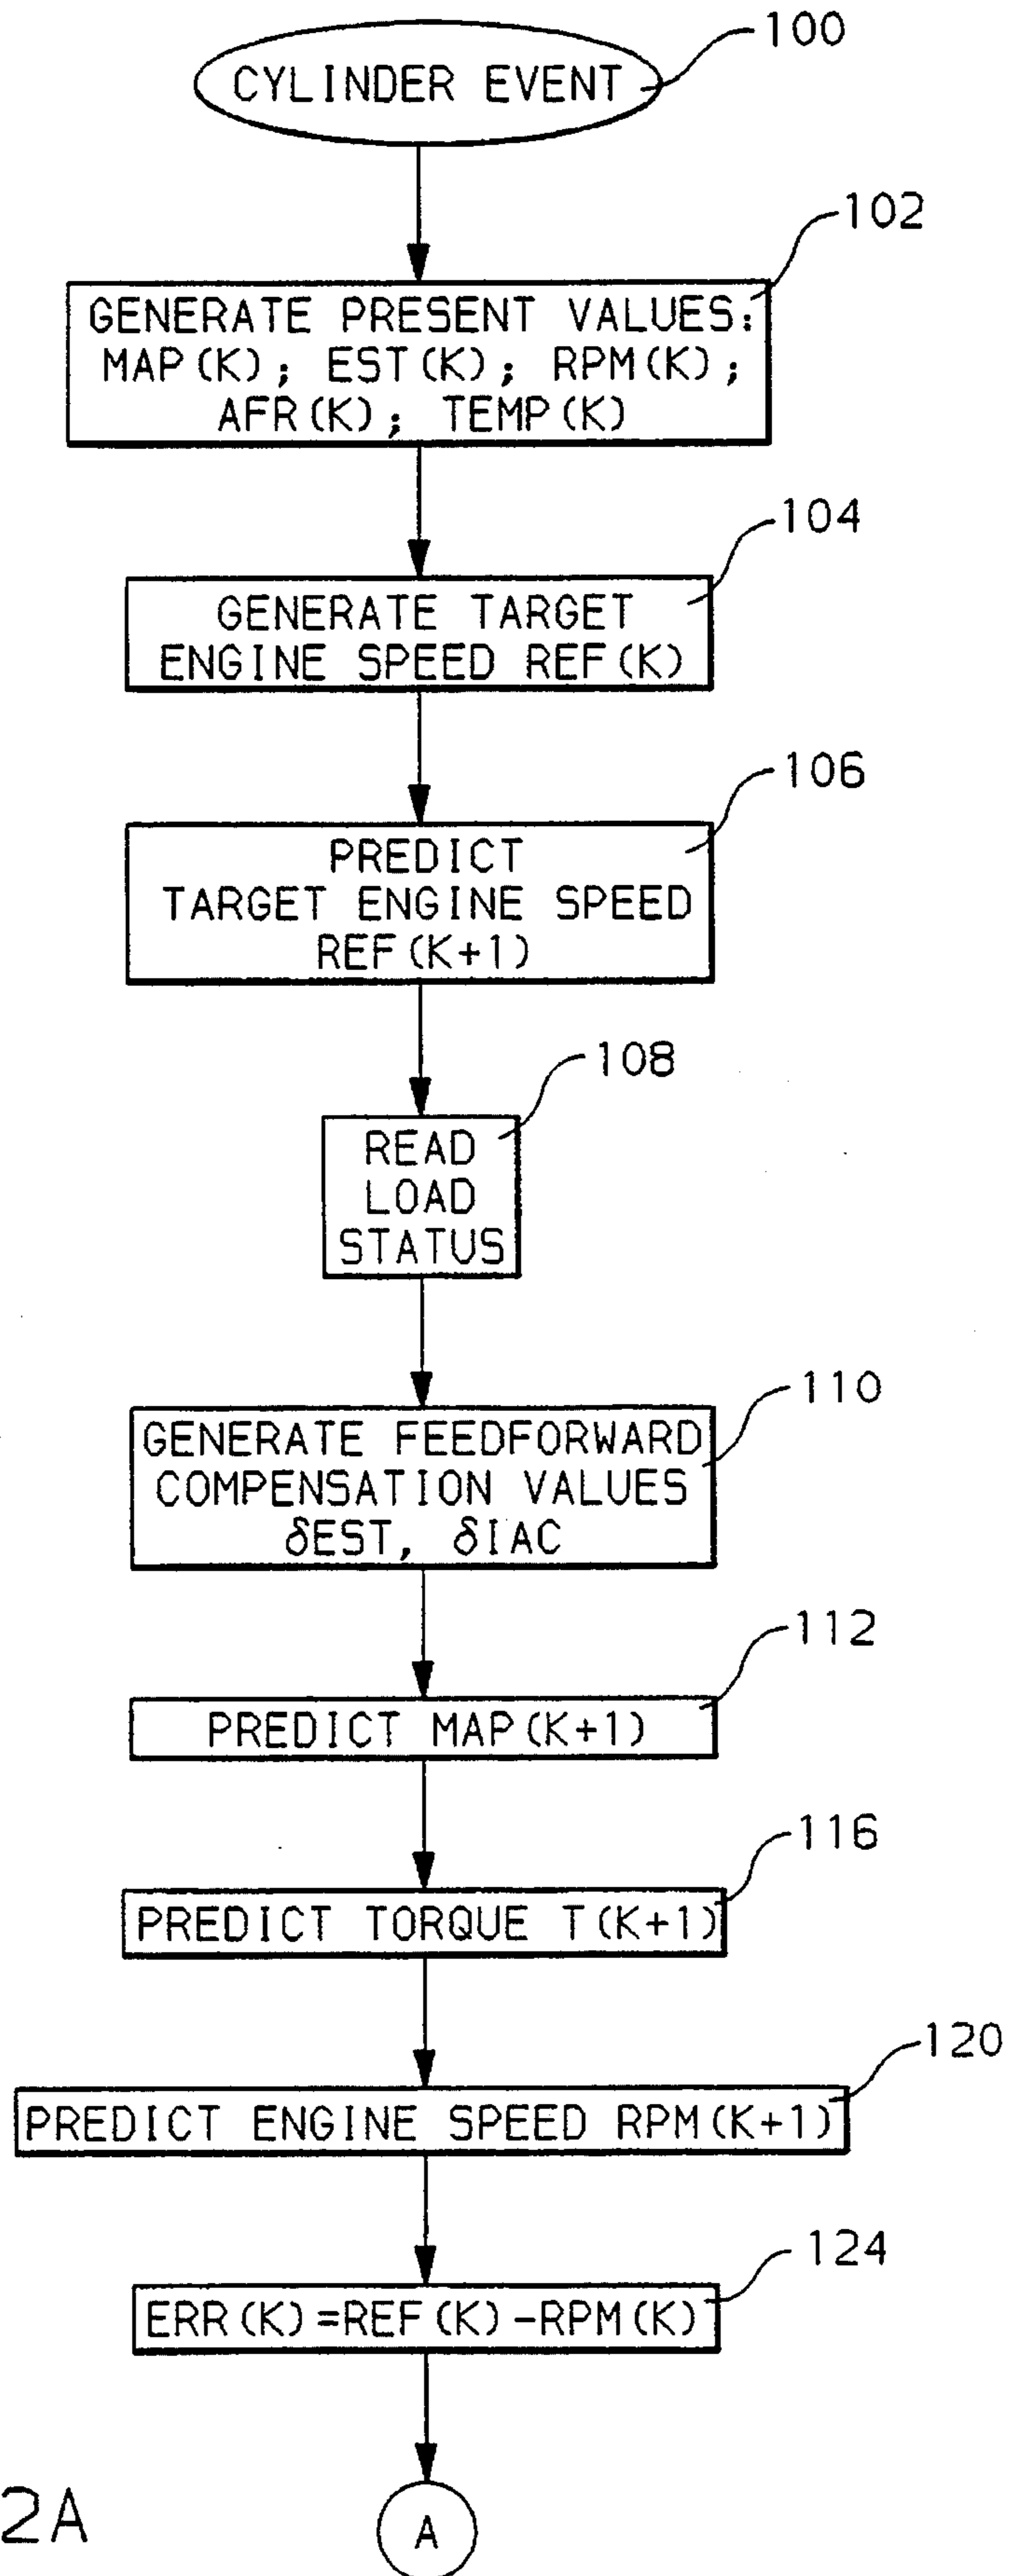 100
CYLINDER EVENT
102
GENERATE PRESENT VALUES:
MAP(K); EST(K); RPM(K);
AFR(K); TEMP(K)
104
GENERATE TARGET
ENGINE SPEED REF(K)
106
PREDICT
TARGET ENGINE SPEED
REF(K+1)
108
READ
LOAD
STATUS
110
GENERATE FEEDFORWARD
COMPENSATION VALUES
δEST, δIAC
112
PREDICT MAP(K+1)
116
PREDICT TORQUE T(K+1)
120
PREDICT ENGINE SPEED RPM(K+1)
124
ERR(K)=REF(K)-RPM(K)
2A
A